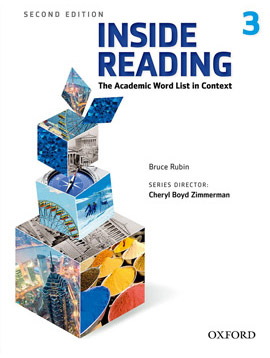 SECOND EDITION
3
INSIDE
READING
The Academic Word List in Context
Bruce Rubin
SERIES DIRECTOR:
Cheryl Boyd Zimmerman
OXFORD